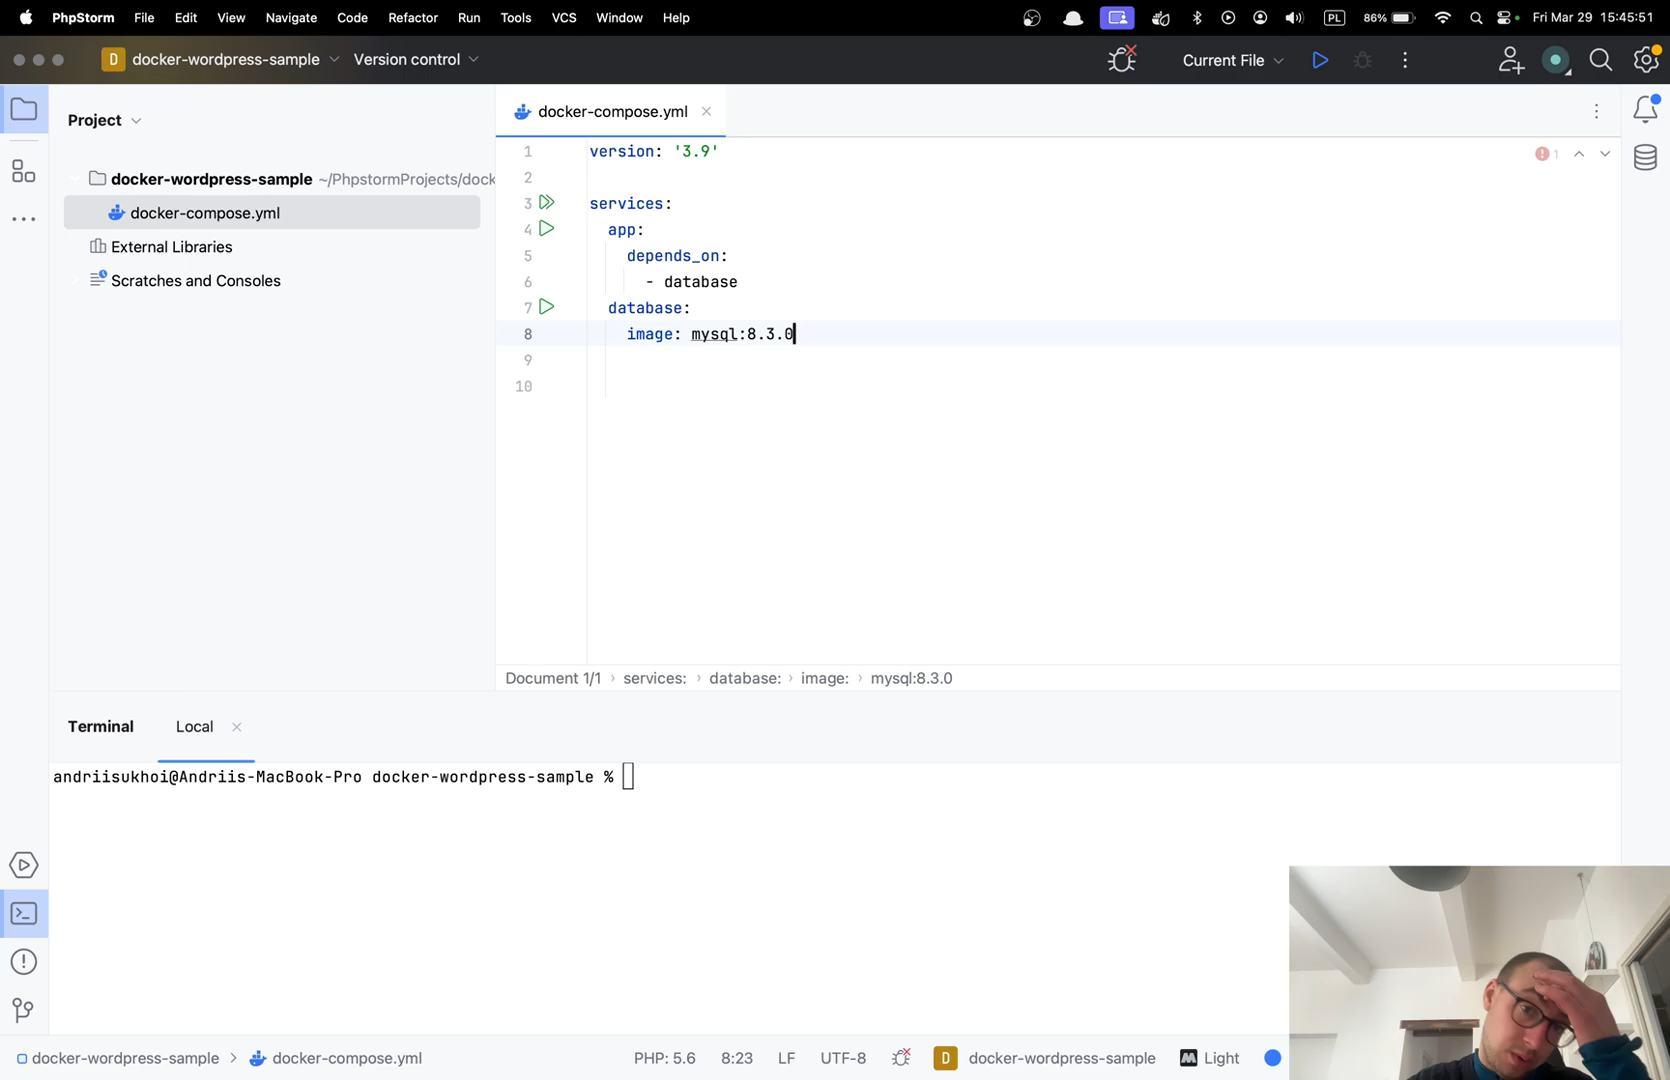 PhpStorm File Edit View Navigate Code Refactor Run Tools VCS Window Help PL 86% Fri Mar 29 15:45:51
D docker-wordpress-sample Version control Current File
Project
docker-wordpress-sample ~/PhpstormProjects/dock
docker-compose.yml
External Libraries
Scratches and Consoles
docker-compose.yml
1 version: '3.9'
2
3 services:
4 app:
5 depends_on:
6 - database
7 database:
8 image: mysql:8.3.0
9
10
1
Document 1/1 › services: › database: › image: › mysql:8.3.0
Terminal Local
andriisukhoi@Andriis-MacBook-Pro docker-wordpress-sample %
docker-wordpress-sample > docker-compose.yml PHP: 5.6 8:23 LF UTF-8 D docker-wordpress-sample M Light